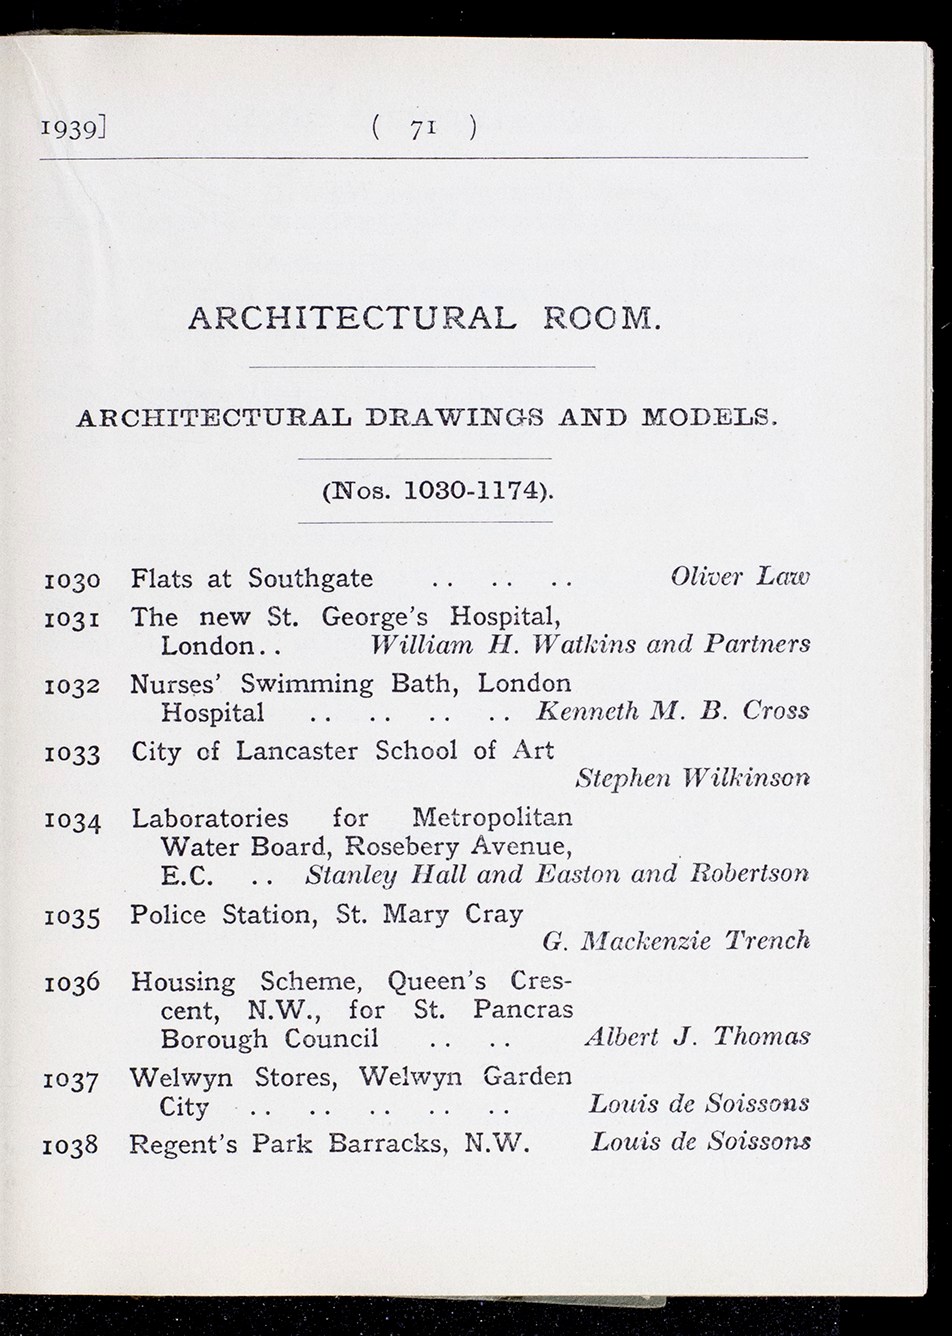 1939] ( 71 )
ARCHITECTURAL ROOM.
ARCHITECTURAL DRAWINGS AND MODELS.
(Nos. 1030-1174).
1030 Flats at Southgate .. .. .. Oliver Law
1031 The new St. George's Hospital,
London.. William H. Watkins and Partners
1032 Nurses' Swimming Bath, London
Hospital .. .. .. .. Kenneth M. B. Cross
1033 City of Lancaster School of Art
Stephen Wilkinson
1034 Laboratories for Metropolitan
Water Board, Rosebery Avenue,
E.C. .. Stanley Hall and Easton and Robertson
1035 Police Station, St. Mary Cray
G. Mackenzie Trench
1036 Housing Scheme, Queen's Cres-
cent, N.W., for St. Pancras
Borough Council .. .. Albert J. Thomas
1037 Welwyn Stores, Welwyn Garden
City .. .. .. .. .. Louis de Soissons
1038 Regent's Park Barracks, N.W. Louis de Soissons